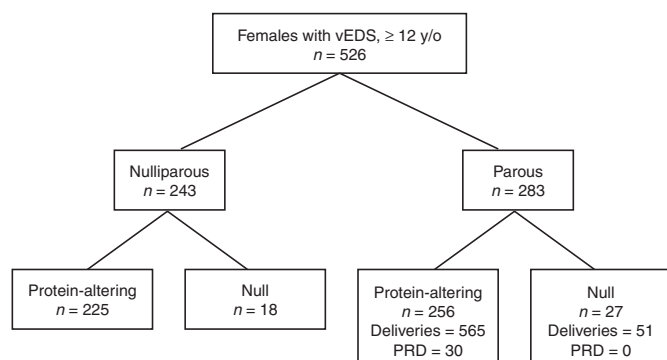 Females with vEDS, ≥ 12 y/o
n = 526
Nulliparous
n = 243
Parous
n = 283
Protein-altering
n = 225
Null
n = 18
Protein-altering
n = 256
Deliveries = 565
PRD = 30
Null
n = 27
Deliveries = 51
PRD = 0